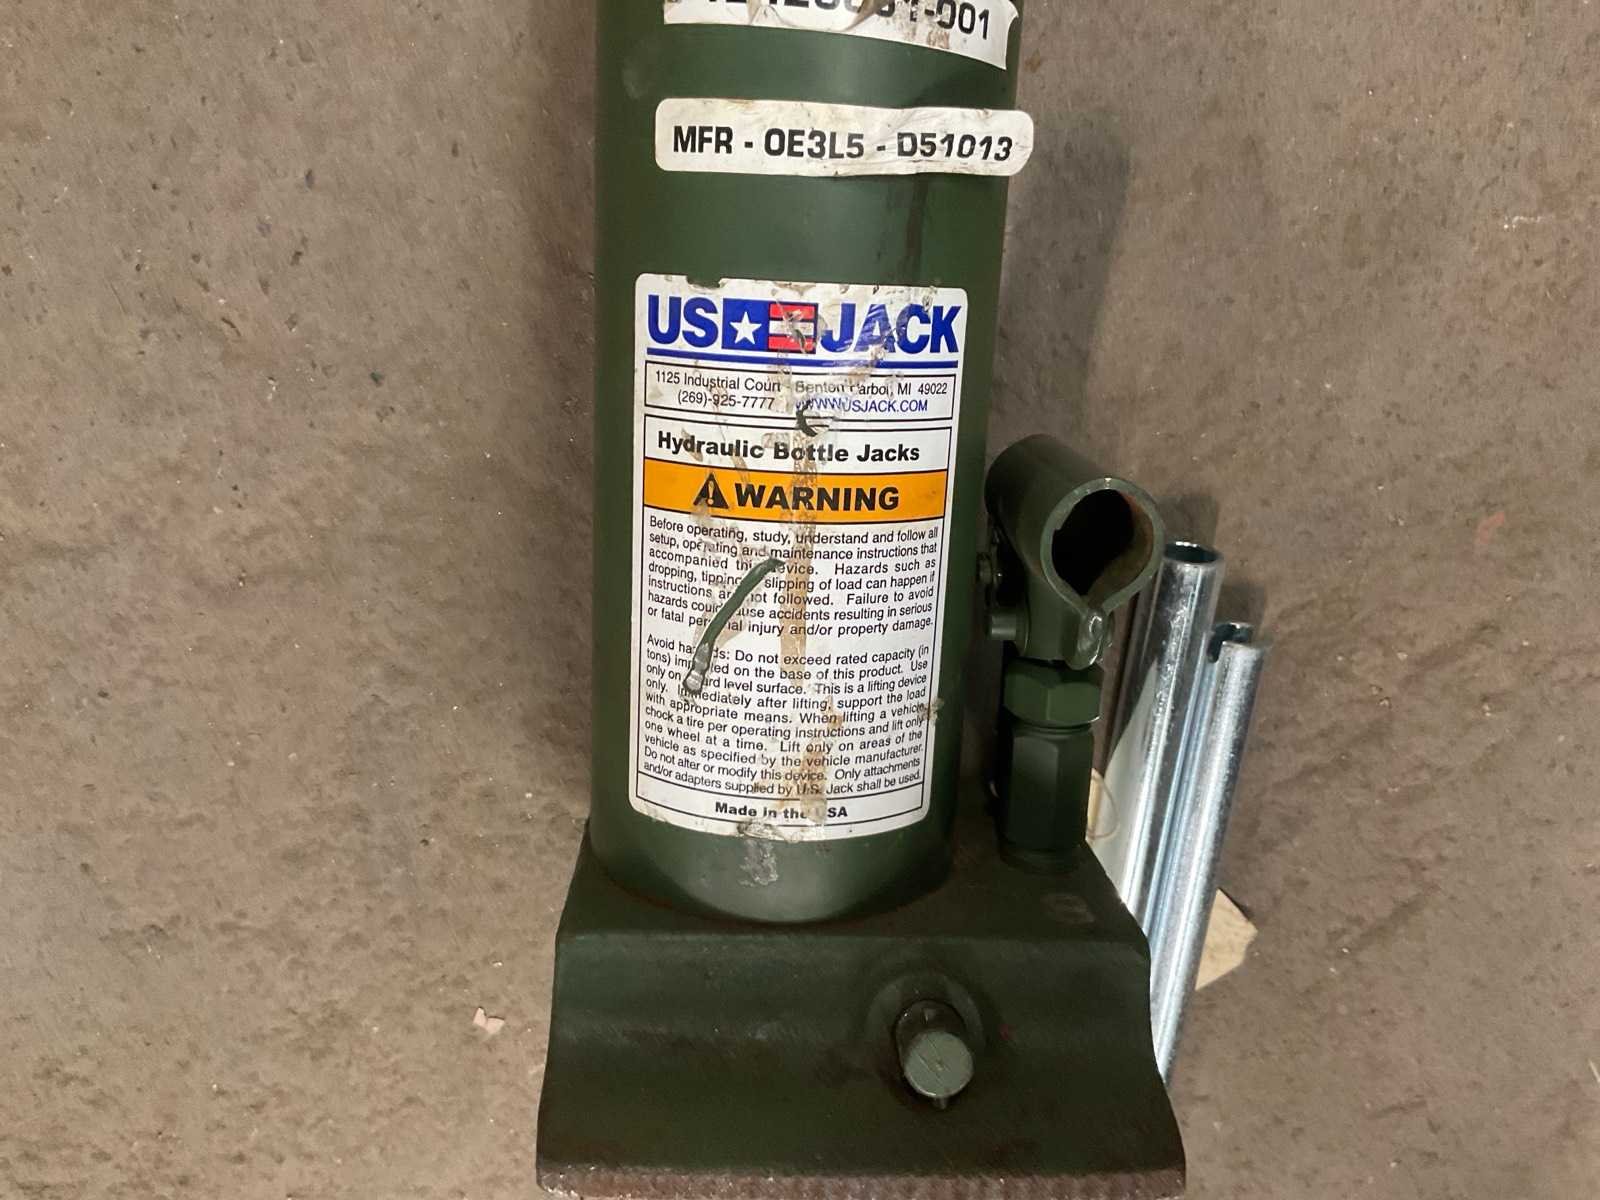 -001
MFR - OE3L5 - D51013
US JACK
1125 Industrial Court - Benton Harbor, MI 49022
(269)-925-7777 WWW.USJACK.COM
Hydraulic Bottle Jacks
WARNING
Before operating, study, understand and follow all
setup, operating and maintenance instructions that
accompanied this device. Hazards such as
dropping, tipping slipping of load can happen if
instructions are not followed. Failure to avoid
hazards could cause accidents resulting in serious
or fatal personal injury and/or property damage.
Avoid hazards: Do not exceed rated capacity (in
tons) imprinted on the base of this product. Use
only on hard level surface. This is a lifting device
only. Immediately after lifting, support the load
with appropriate means. When lifting a vehicle,
chock a tire per operating instructions and lift only
one wheel at a time. Lift only on areas of the
vehicle as specified by the vehicle manufacturer.
Do not alter or modify this device. Only attachments
and/or adapters supplied by U.S. Jack shall be used.
Made in the USA